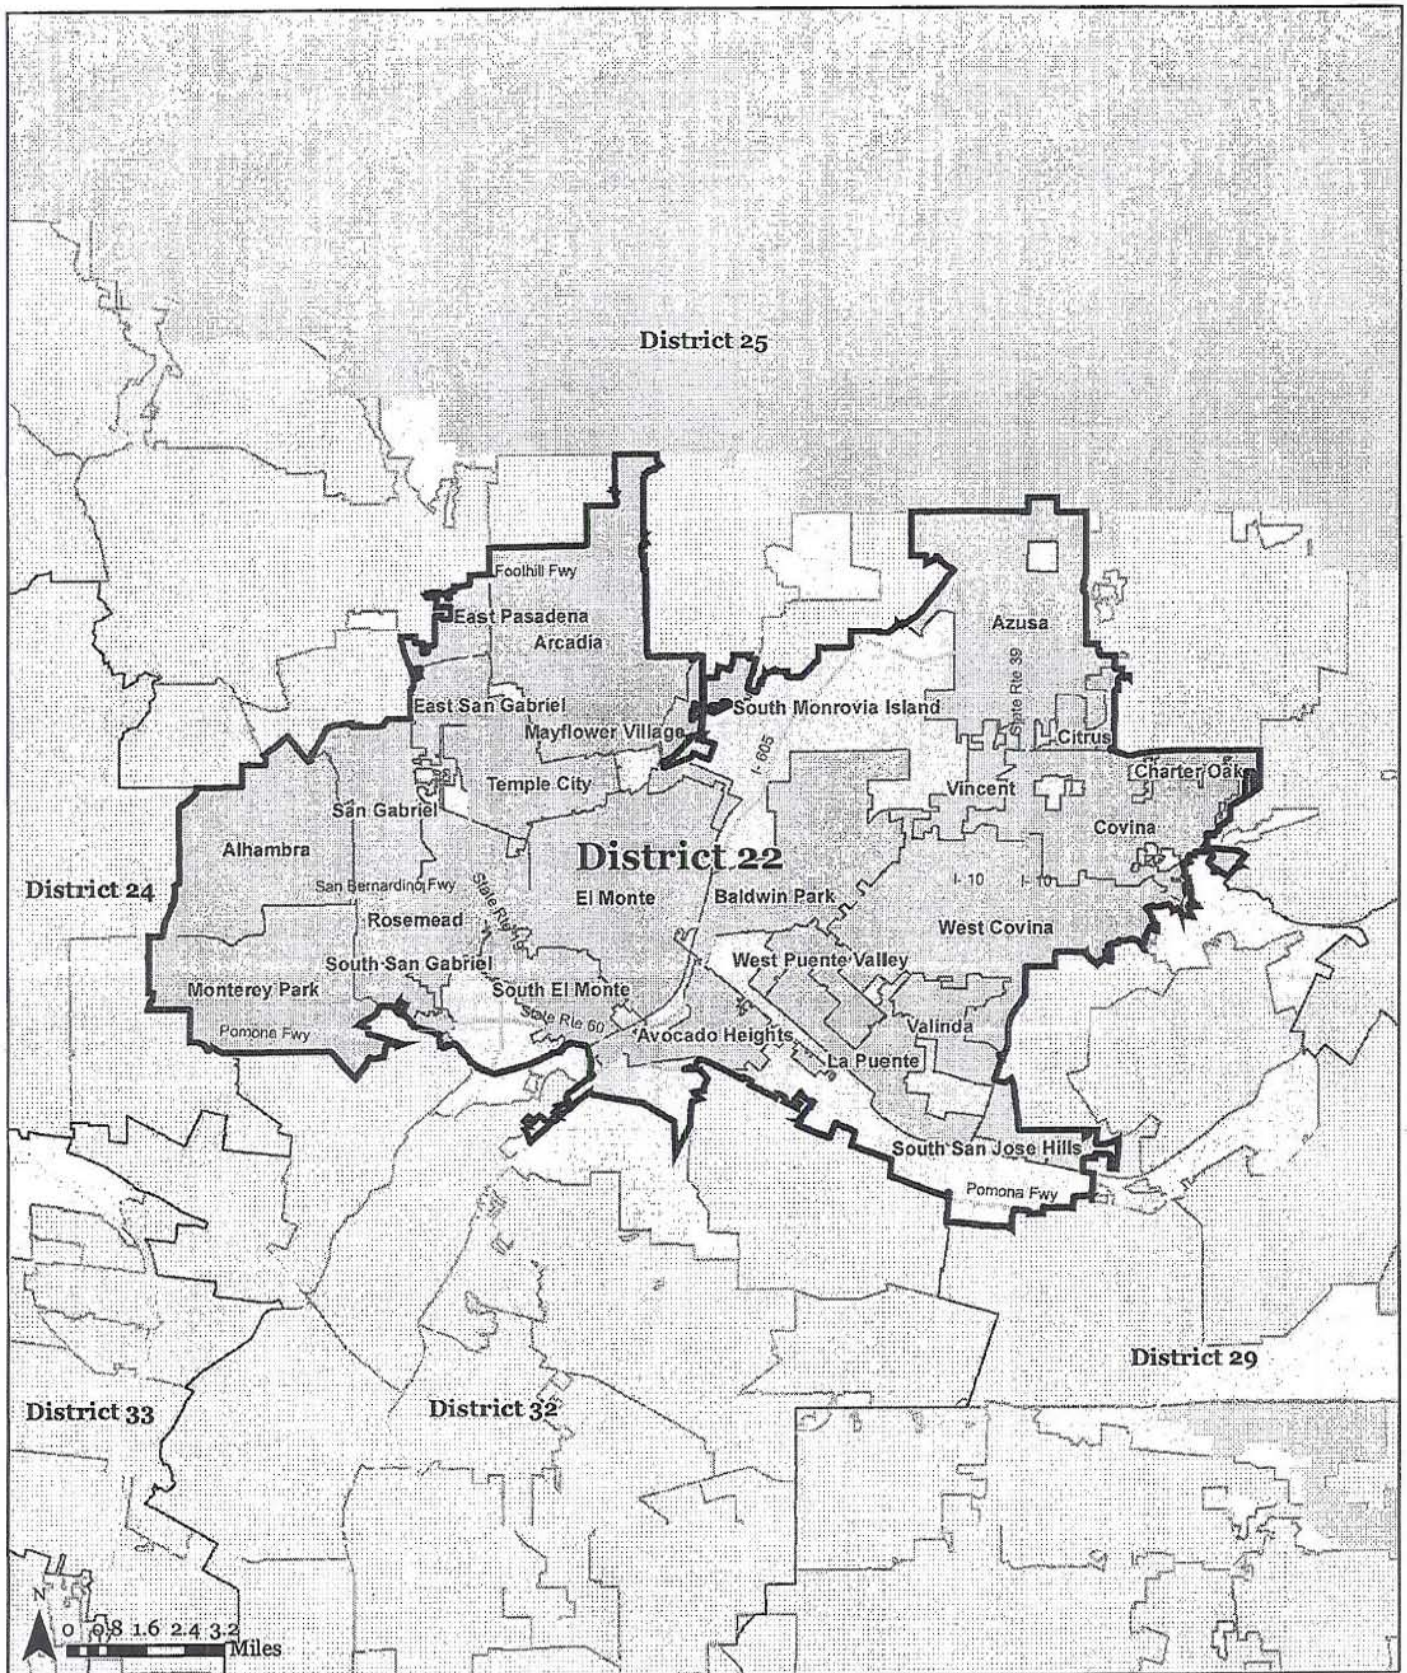 District 25
Foolhill Fwy
East Pasadena
Arcadia
Azusa
State Rte 39
East San Gabriel
South Monrovia Island
Mayflower Village
Citrus
I- 605
Temple City
Vincent
Charter Oak
San Gabriel
Covina
Alhambra
District 22
District 24
San Bernardino Fwy
I- 10
I- 10
State Rte 19
El Monte
Baldwin Park
Rosemead
West Covina
South San Gabriel
West Puente Valley
Monterey Park
South El Monte
State Rte 60
Pomona Fwy
Avocado Heights
Valinda
La Puente
South San Jose Hills
Pomona Fwy
District 29
District 33
District 32
N
0 0.8 1.6 2.4 3.2
Miles